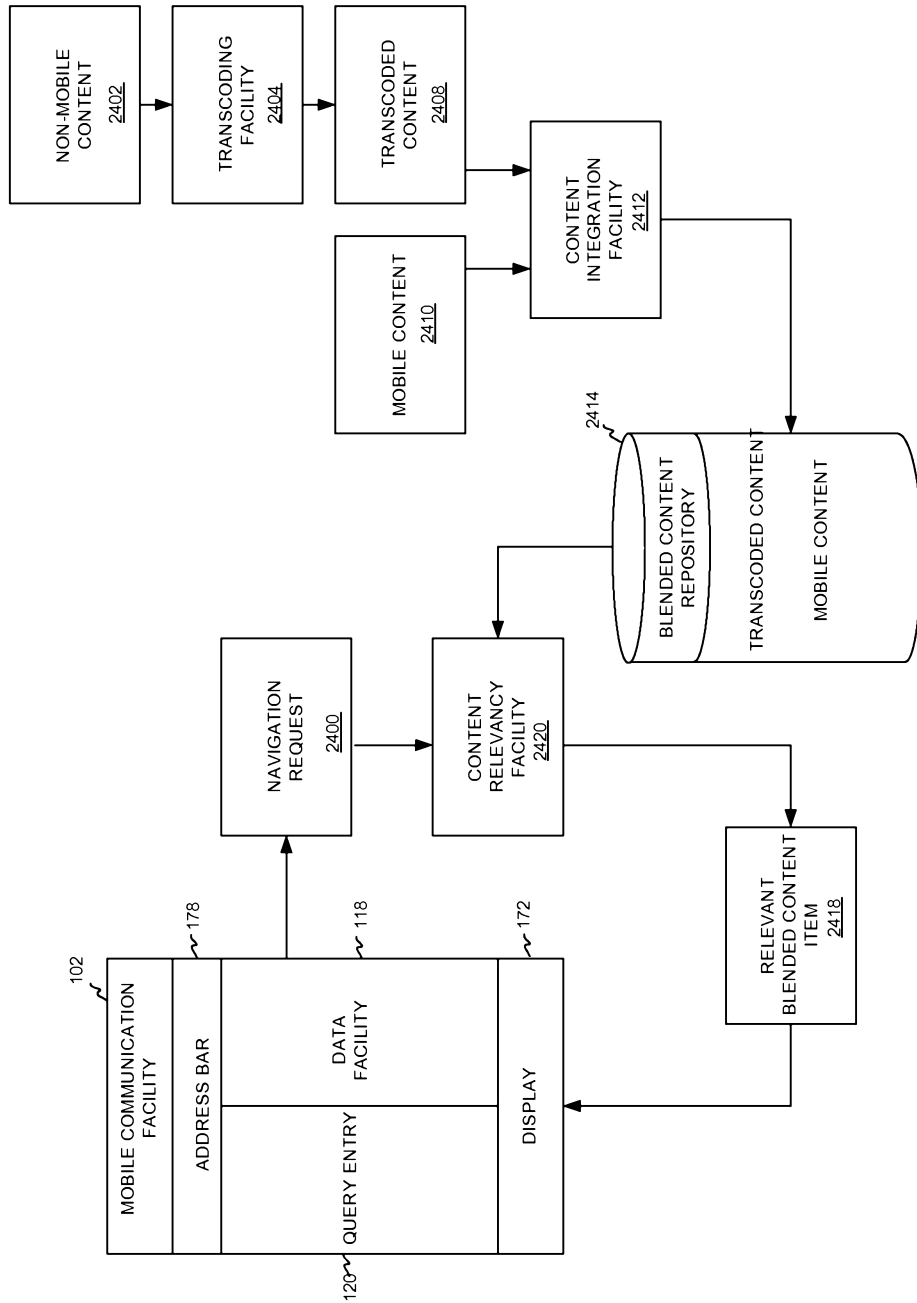 102
MOBILE COMMUNICATION
FACILITY
ADDRESS BAR
178
QUERY ENTRY
120
DATA
FACILITY
118
DISPLAY
172
NAVIGATION
REQUEST
2400
CONTENT
RELEVANCY
FACILITY
2420
RELEVANT
BLENDED CONTENT
ITEM
2418
2414
BLENDED CONTENT
REPOSITORY
TRANSCODED CONTENT
MOBILE CONTENT
MOBILE CONTENT
2410
CONTENT
INTEGRATION
FACILITY
2412
NON-MOBILE
CONTENT
2402
TRANSCODING
FACILITY
2404
TRANSCODED
CONTENT
2408